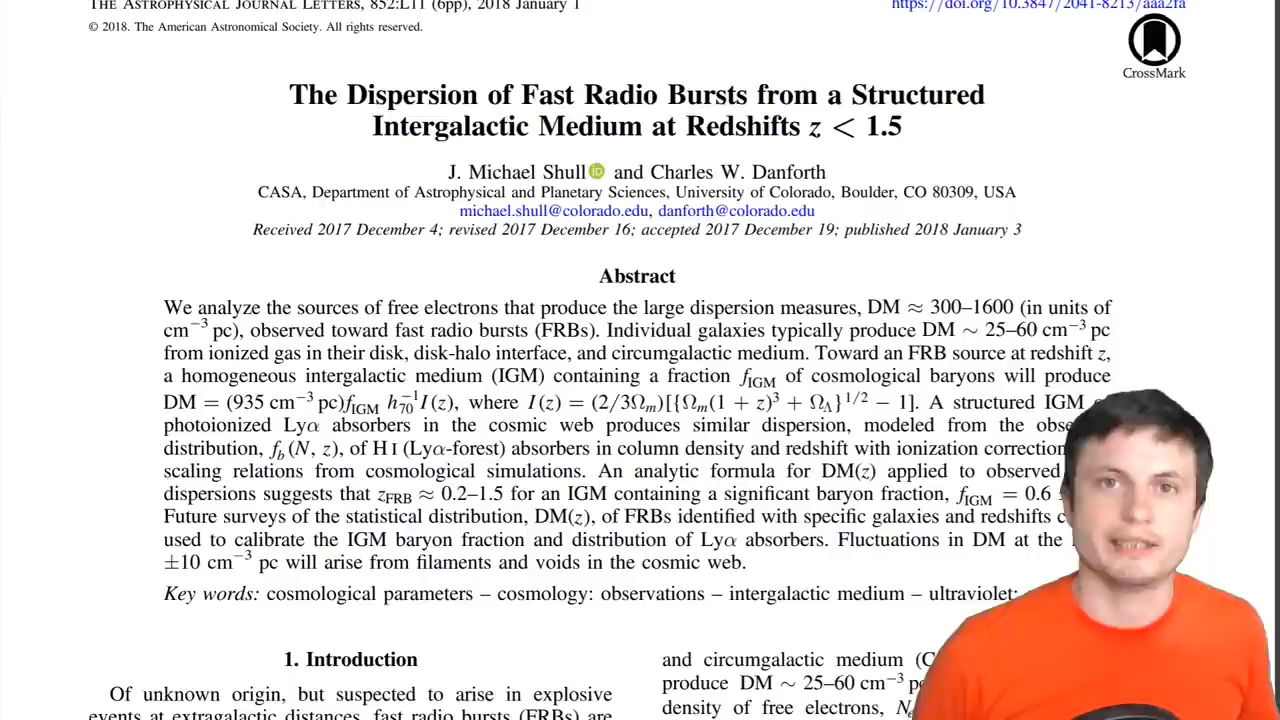 THE ASTROPHYSICAL JOURNAL LETTERS, 852:L11 (6pp), 2018 January 1
https://doi.org/10.3847/2041-8213/aaa2fa
© 2018. The American Astronomical Society. All rights reserved.
CrossMark
The Dispersion of Fast Radio Bursts from a Structured
Intergalactic Medium at Redshifts z < 1.5
J. Michael Shull iD and Charles W. Danforth
CASA, Department of Astrophysical and Planetary Sciences, University of Colorado, Boulder, CO 80309, USA
michael.shull@colorado.edu, danforth@colorado.edu
Received 2017 December 4; revised 2017 December 16; accepted 2017 December 19; published 2018 January 3
Abstract
We analyze the sources of free electrons that produce the large dispersion measures, DM ≈ 300–1600 (in units of
cm⁻³ pc), observed toward fast radio bursts (FRBs). Individual galaxies typically produce DM ∼ 25–60 cm⁻³ pc
from ionized gas in their disk, disk-halo interface, and circumgalactic medium. Toward an FRB source at redshift z,
a homogeneous intergalactic medium (IGM) containing a fraction f_IGM of cosmological baryons will produce
DM = (935 cm⁻³ pc)f_IGM h₇₀⁻¹I(z), where I(z) = (2/3Ωₘ)[{Ωₘ(1 + z)³ + Ω_Λ}^1/2 − 1]. A structured IGM
photoionized Lyα absorbers in the cosmic web produces similar dispersion, modeled from the
distribution, f_b(N, z), of H I (Lyα-forest) absorbers in column density and redshift with ionization
scaling relations from cosmological simulations. An analytic formula for DM(z) applied to observed
dispersions suggests that z_FRB ≈ 0.2–1.5 for an IGM containing a significant baryon fraction, f_IGM = 0.6
Future surveys of the statistical distribution, DM(z), of FRBs identified with specific galaxies and redshifts
used to calibrate the IGM baryon fraction and distribution of Lyα absorbers. Fluctuations in DM at the
±10 cm⁻³ pc will arise from filaments and voids in the cosmic web.
Key words: cosmological parameters – cosmology: observations – intergalactic medium – ultraviolet:
1. Introduction
Of unknown origin, but suspected to arise in explosive
events at extragalactic distances, fast radio bursts (FRBs) are
and circumgalactic medium
produce DM ∼ 25–60 cm⁻³
density of free electrons,